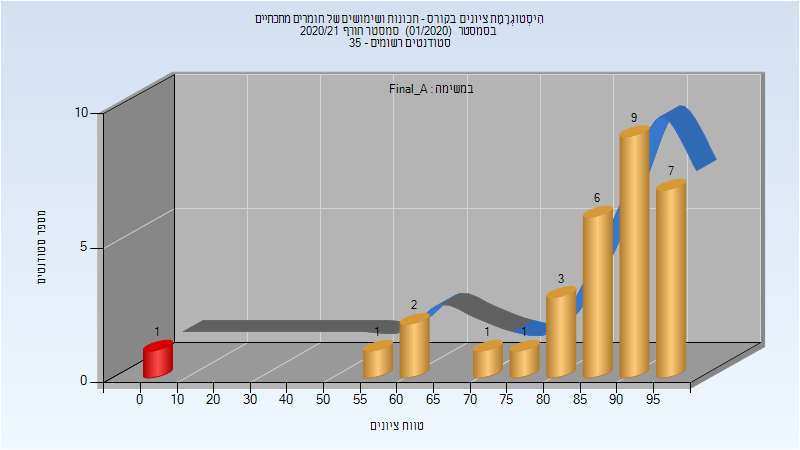 היסטוגרמת ציונים בקורס - תכונות ושימושים של חומרים מתכתיים
בסמסטר (01/2020) סמסטר חורף 2020/21
סטודנטים רשומים - 35
במשימה : Final_A
מספר סטודנטים
10
5
0
1
1
2
1
1
3
6
9
7
0 10 20 30 40 50 55 60 65 70 75 80 85 90 95
טווח ציונים